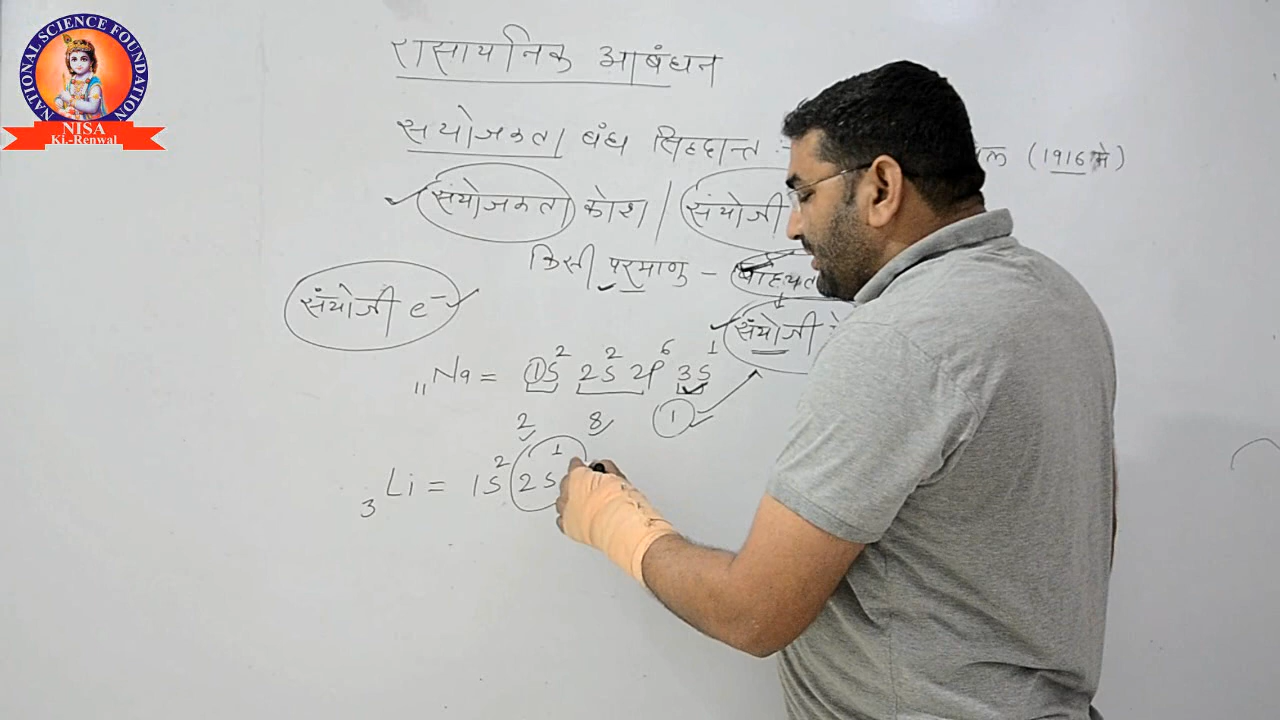 NATIONAL SCIENCE FOUNDATION
NISA
Ki.-Renwal
रासायनिक आबंधन
सयोजकता बंध सिद्धान्त :- (1916 मे)
संयोजकता कोश / संयोजी
किसी परमाणु -
संयोजी e⁻
संयोजी
₁₁Na = 1S² 2S² 2P⁶ 3S¹
2 8 1
₃Li = 1S² 2S¹